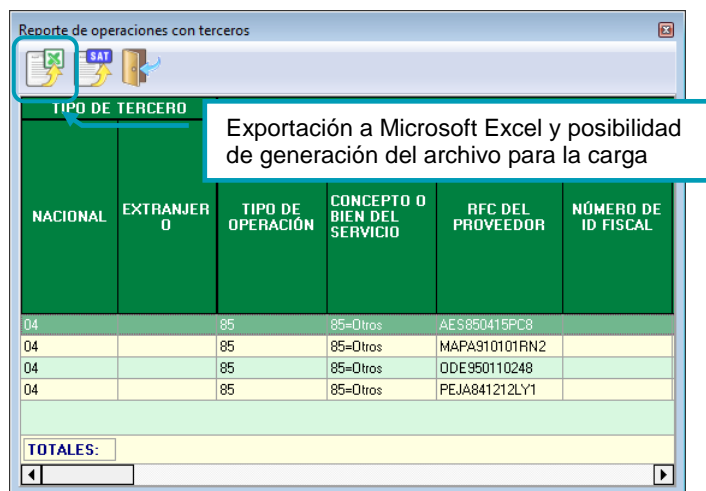 Reporte de operaciones con terceros
SAT
TIPO DE TERCERO
Exportación a Microsoft Excel y posibilidad
de generación del archivo para la carga
NACIONAL EXTRANJER
O TIPO DE
OPERACIÓN CONCEPTO O
BIEN DEL
SERVICIO RFC DEL
PROVEEDOR NÚMERO DE
ID FISCAL
04 85 85=Otros AES850415PC8
04 85 85=Otros MAPA910101RN2
04 85 85=Otros ODE950110248
04 85 85=Otros PEJA841212LY1
TOTALES: